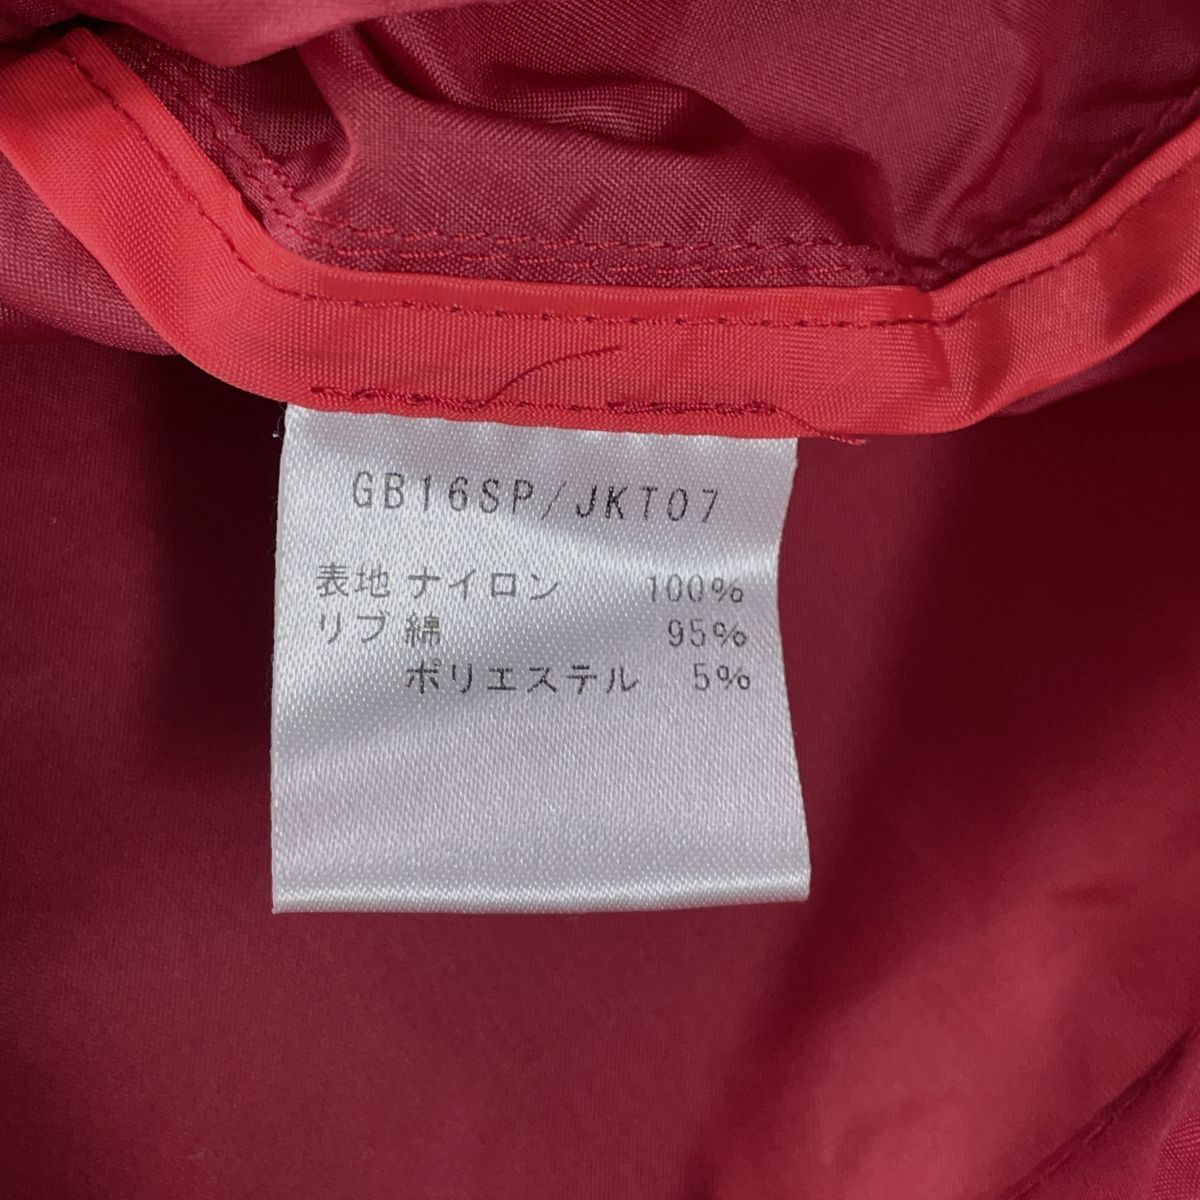 GB16SP/JKT07
表地 ナイロン 100%
リブ 綿 95%
ポリエステル 5%